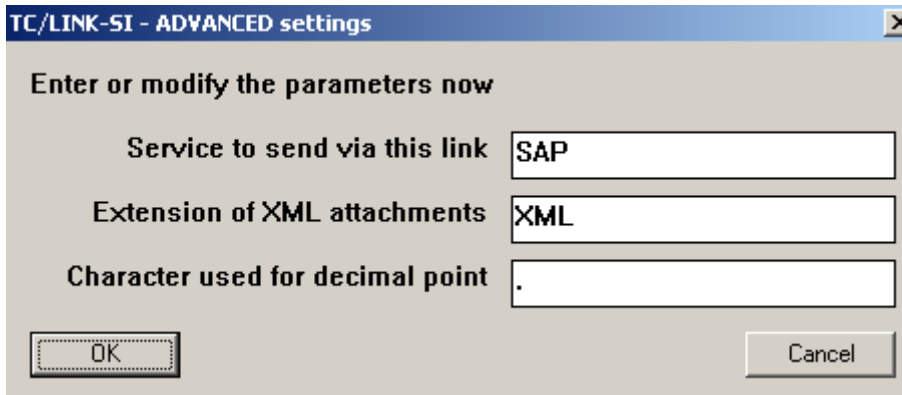 TC/LINK-SI - ADVANCED settings
Enter or modify the parameters now
Service to send via this link SAP
Extension of XML attachments XML
Character used for decimal point .
OK Cancel